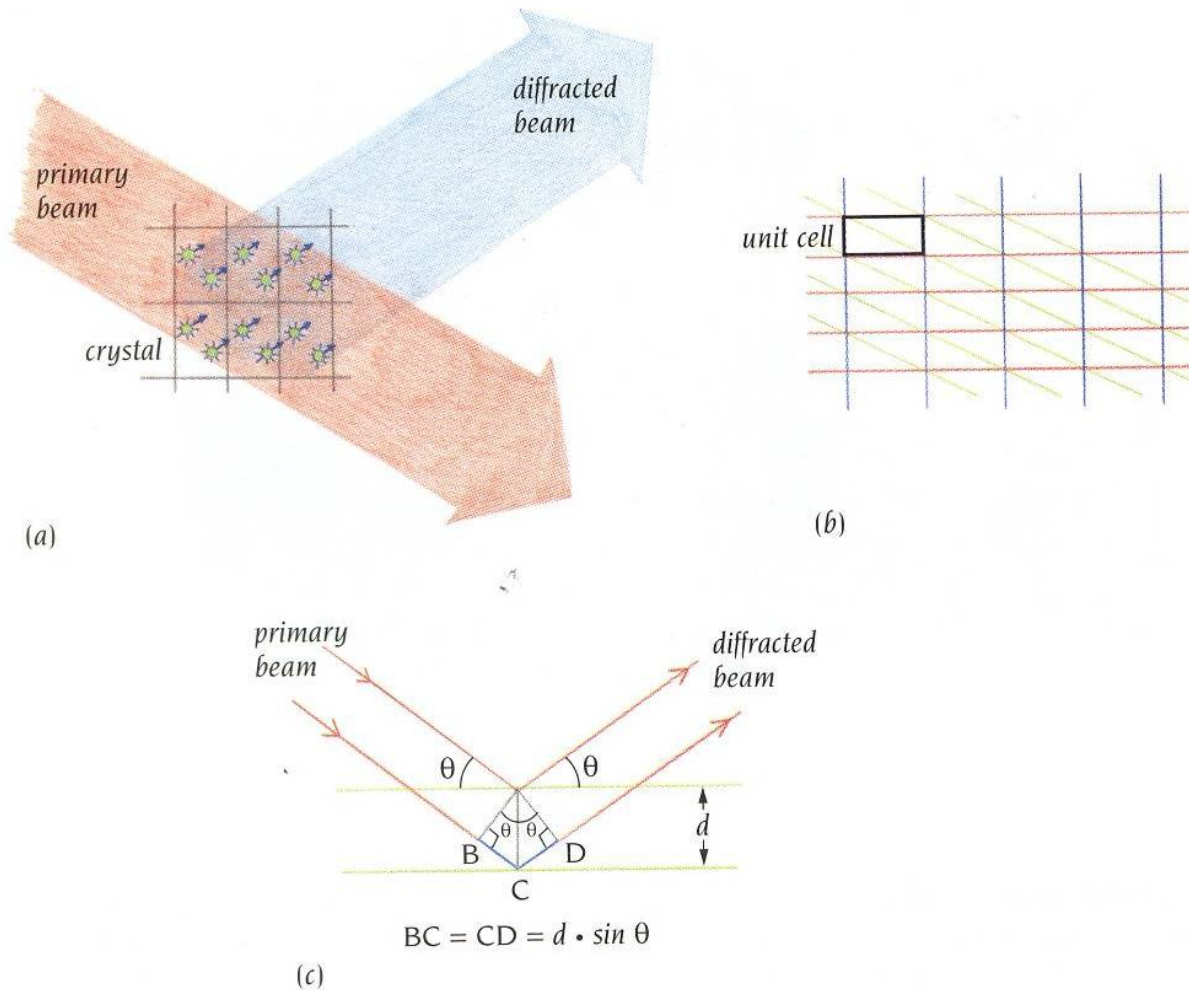 diffracted
beam
primary
beam
crystal
(a)
unit cell
(b)
primary
beam
diffracted
beam
θ
θ
θ
θ
d
B
D
C
BC = CD = d • sin θ
(c)